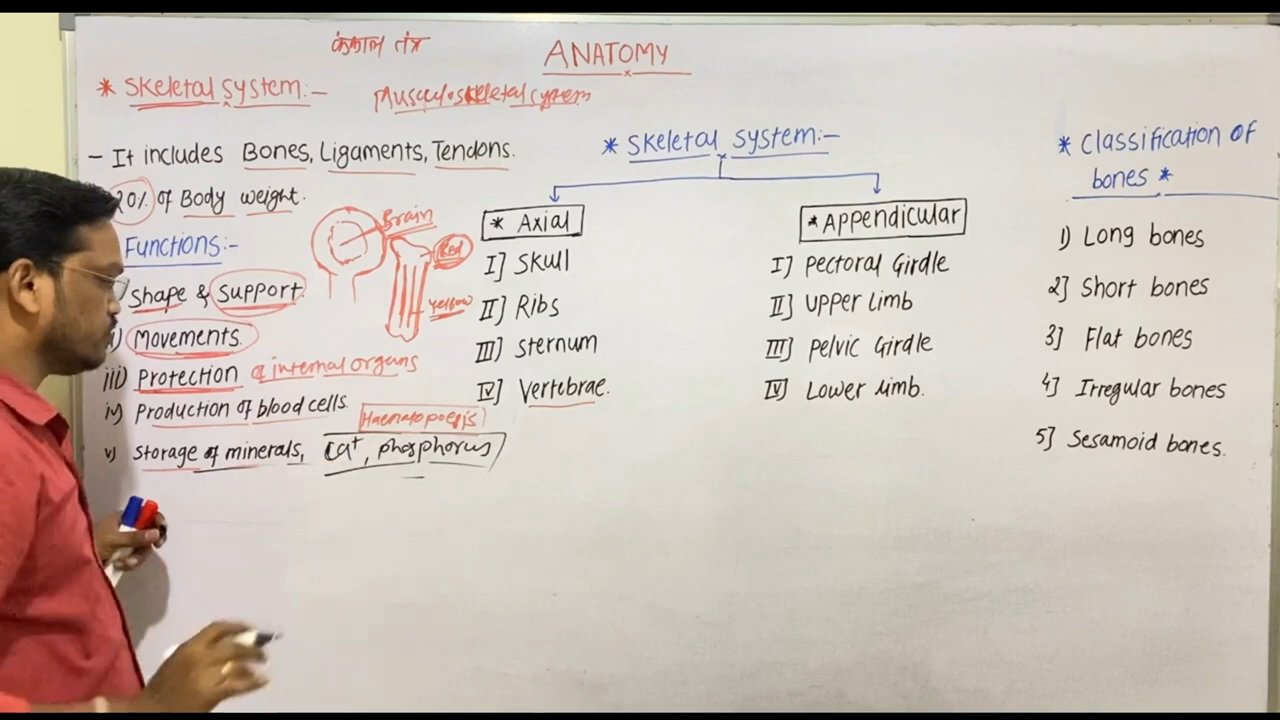 ANATOMY
कंकाल तंत्र
* Skeletal System:-
Musculoskeletal system
- It includes Bones, Ligaments, Tendons.
20% of Body weight.
Functions:-
Shape & Support.
Movements.
iii) Protection of internal organs
iv) Production of blood cells.
Haematopoesis
v) Storage of minerals, Ca+, phosphorus
Brain
Red
Yellow
* Skeletal System:-
* Axial
I] Skull
II] Ribs
III] Sternum
IV] Vertebrae.
* Appendicular
I] Pectoral Girdle
II] Upper Limb
III] Pelvic Girdle
IV] Lower limb.
* Classification of
bones *
1) Long bones
2] Short bones
3] Flat bones
4] Irregular bones
5] Sesamoid bones.